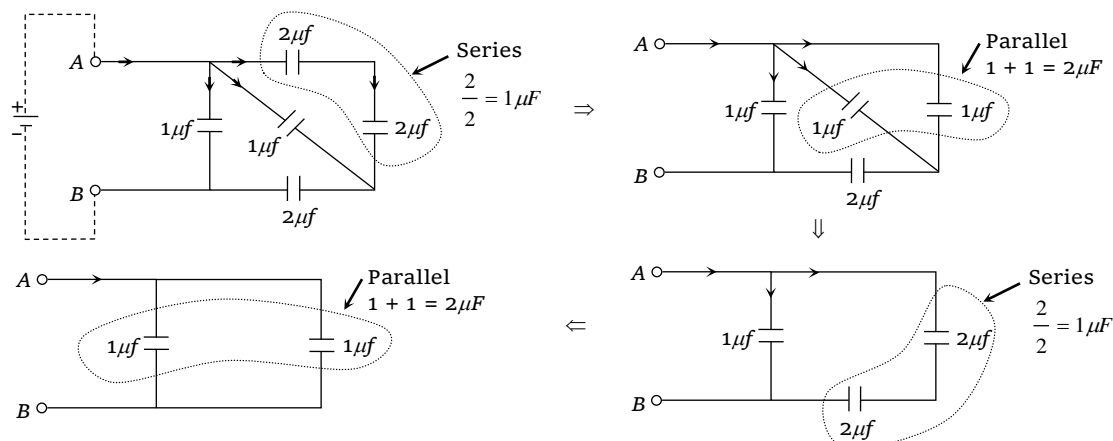 2μf
Series
2/2 = 1μF
A
+
−
1μf
1μf
2μf
B
2μf
⇒
A
Parallel
1 + 1 = 2μF
1μf
1μf
1μf
B
2μf
⇓
A
Parallel
1 + 1 = 2μF
1μf
1μf
B
⇐
A
Series
2/2 = 1μF
1μf
2μf
B
2μf